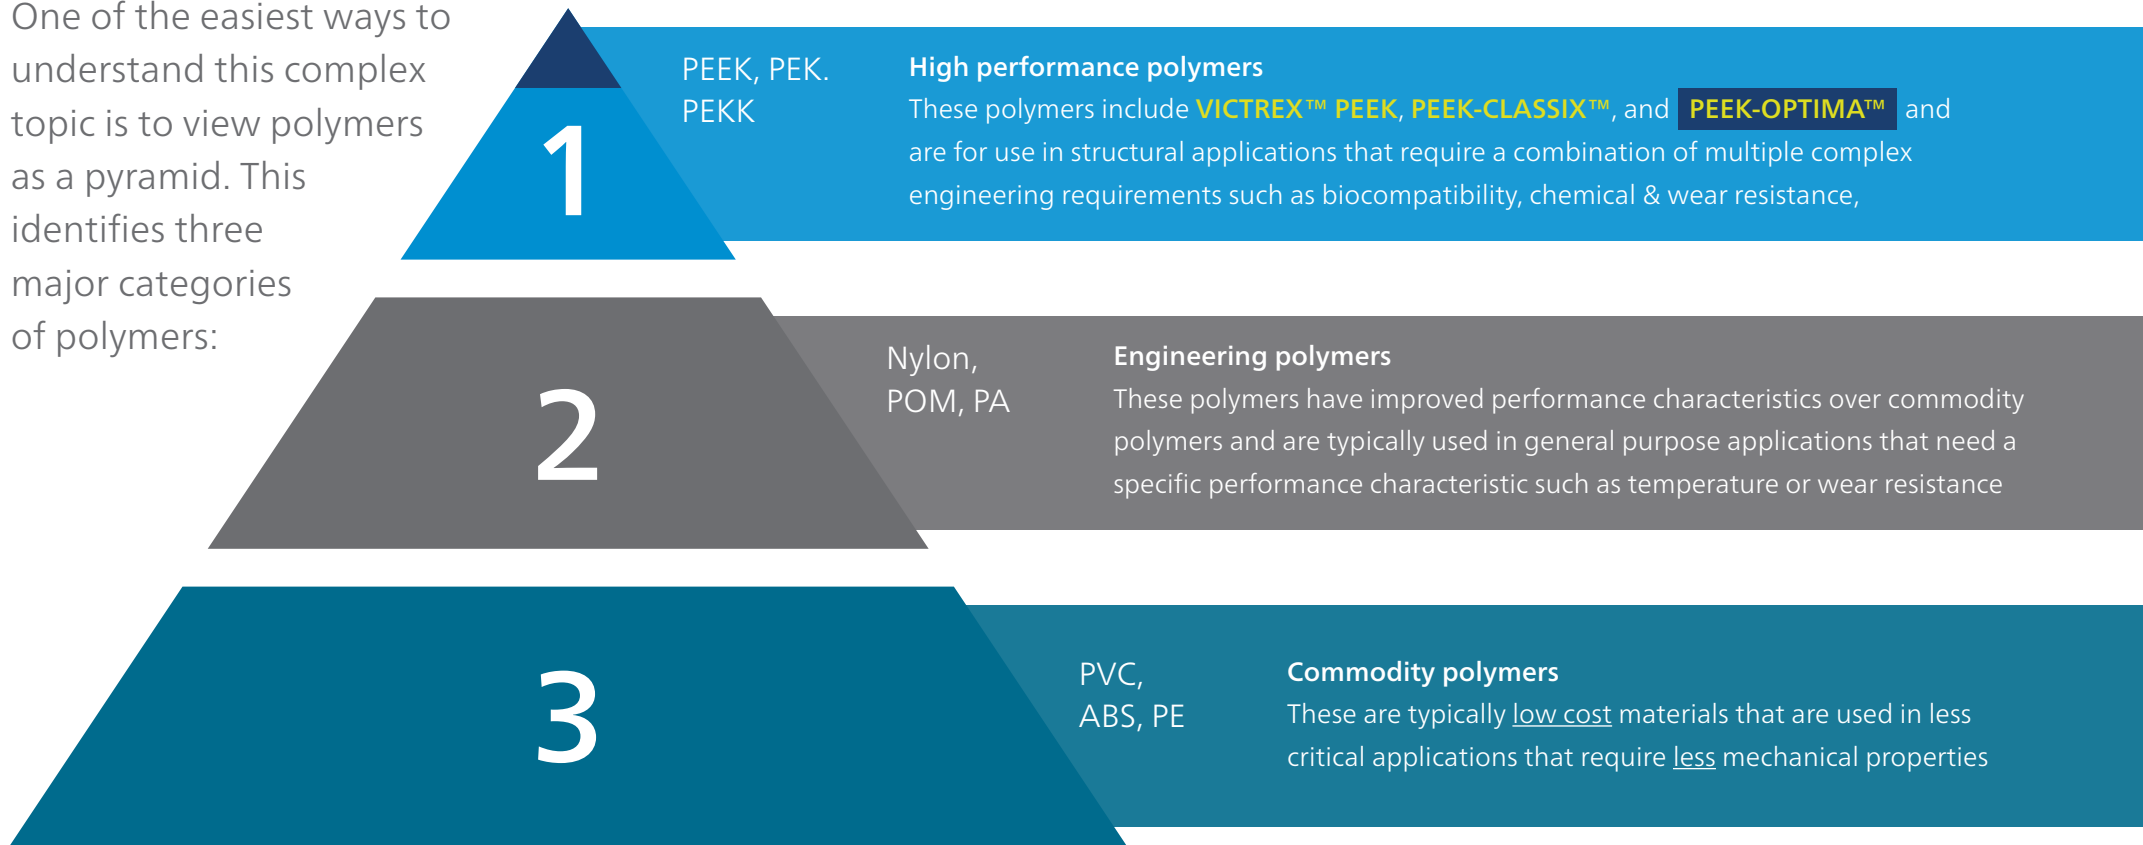 One of the easiest ways to
understand this complex
topic is to view polymers
as a pyramid. This
identifies three
major categories
of polymers:
1
PEEK, PEK.
PEKK
High performance polymers
These polymers include VICTREX™ PEEK, PEEK-CLASSIX™, and PEEK-OPTIMA™ and
are for use in structural applications that require a combination of multiple complex
engineering requirements such as biocompatibility, chemical & wear resistance,
2
Nylon,
POM, PA
Engineering polymers
These polymers have improved performance characteristics over commodity
polymers and are typically used in general purpose applications that need a
specific performance characteristic such as temperature or wear resistance
3
PVC,
ABS, PE
Commodity polymers
These are typically low cost materials that are used in less
critical applications that require less mechanical properties